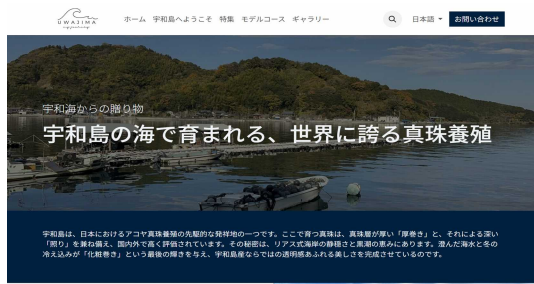 UWAJIMA
ホーム 宇和島へようこそ 特集 モデルコース ギャラリー
日本語
お問い合わせ
宇和海からの贈り物
宇和島の海で育まれる、世界に誇る真珠養殖
宇和島は、日本におけるアコヤ真珠養殖の先駆的な発祥地の一つです。ここで育つ真珠は、真珠層が厚い「厚巻き」と、それによる深い
「照り」を兼ね備え、国内外で高く評価されています。その秘密は、リアス式海岸の静穏さと黒潮の恵みにあります。澄んだ海水と冬の
冷え込みが「化粧巻き」という最後の輝きを与え、宇和島産ならではの透明感あふれる美しさを完成させているのです。